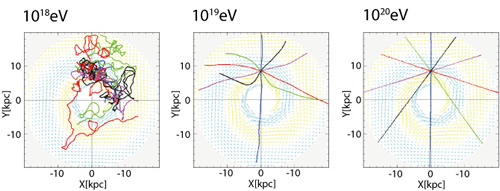 10¹⁸eV
Y[kpc]
10
0
-10
10 0 -10
X[kpc]
10¹⁹eV
Y[kpc]
10
0
-10
10 0 -10
X[kpc]
10²⁰eV
Y[kpc]
10
0
-10
10 0 -10
X[kpc]